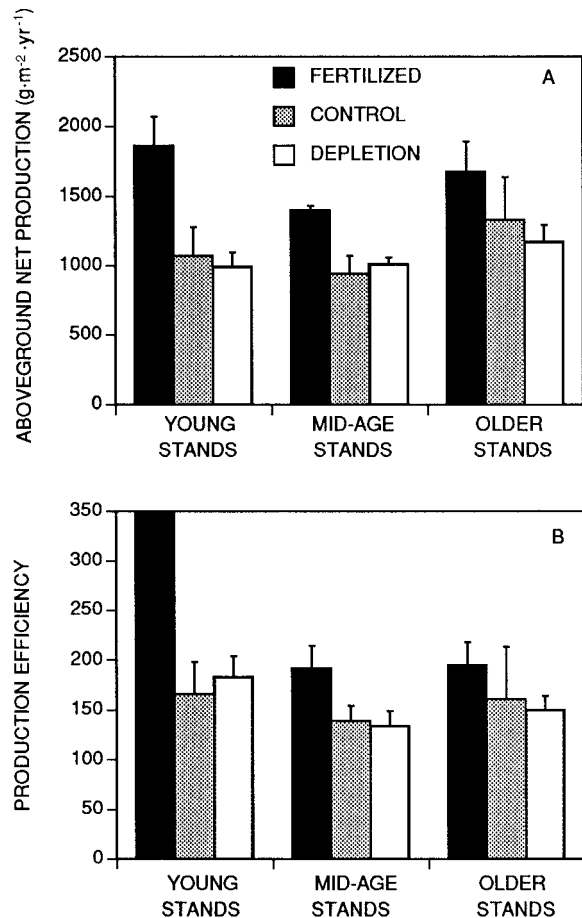 ABOVEGROUND NET PRODUCTION (g·m⁻²·yr⁻¹)
2500
2000
1500
1000
500
0
FERTILIZED
CONTROL
DEPLETION
A
YOUNG STANDS
MID-AGE STANDS
OLDER STANDS
PRODUCTION EFFICIENCY
350
300
250
200
150
100
50
0
B
YOUNG STANDS
MID-AGE STANDS
OLDER STANDS